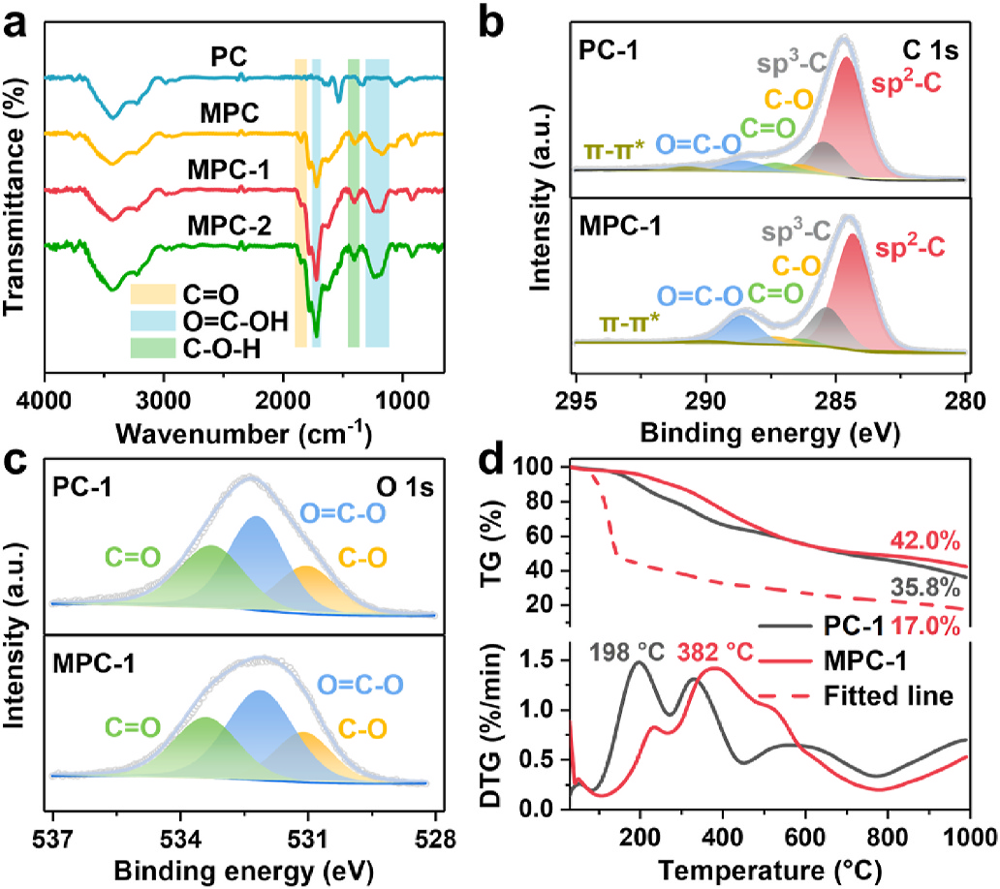 a
PC
MPC
MPC-1
MPC-2
C=O
O=C-OH
C-O-H
Transmittance (%)
4000 3000 2000 1000
Wavenumber (cm-1)
b
PC-1
C 1s
sp3-C
sp2-C
C-O
C=O
O=C-O
π-π*
MPC-1
sp3-C
sp2-C
C-O
O=C-O
C=O
π-π*
Intensity (a.u.)
295 290 285 280
Binding energy (eV)
c
PC-1
O 1s
O=C-O
C=O
C-O
MPC-1
O=C-O
C=O
C-O
Intensity (a.u.)
537 534 531 528
Binding energy (eV)
d
100
80
60
40
20
TG (%)
42.0%
35.8%
17.0%
PC-1
MPC-1
Fitted line
198 °C
382 °C
1.5
1.0
0.5
0.0
DTG (%/min)
200 400 600 800 1000
Temperature (°C)